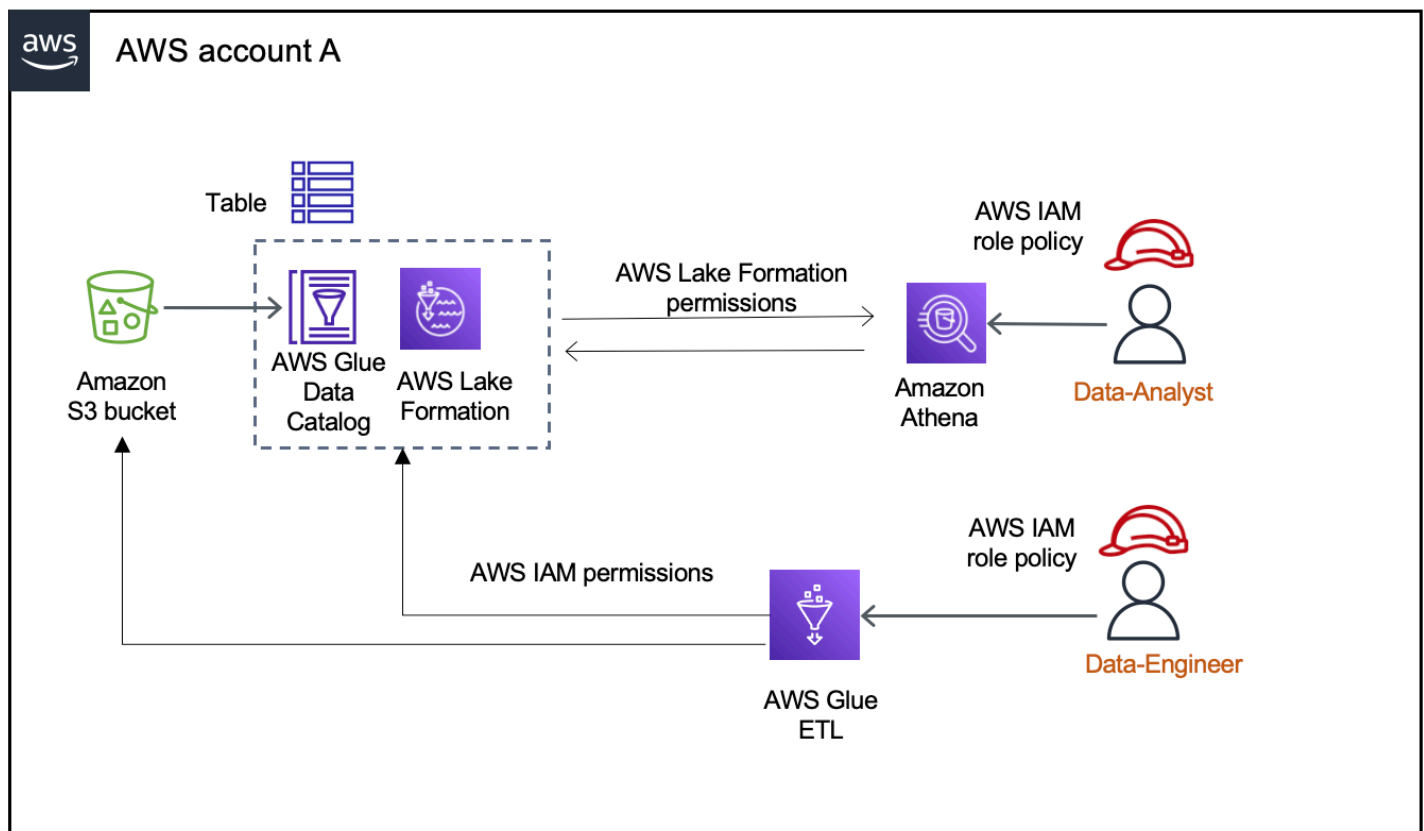 aws
AWS account A
Table
AWS IAM
role policy
AWS Lake Formation
permissions
AWS Glue
Data
Catalog
AWS Lake
Formation
Amazon
S3 bucket
Amazon
Athena
Data-Analyst
AWS IAM
role policy
AWS IAM permissions
Data-Engineer
AWS Glue
ETL